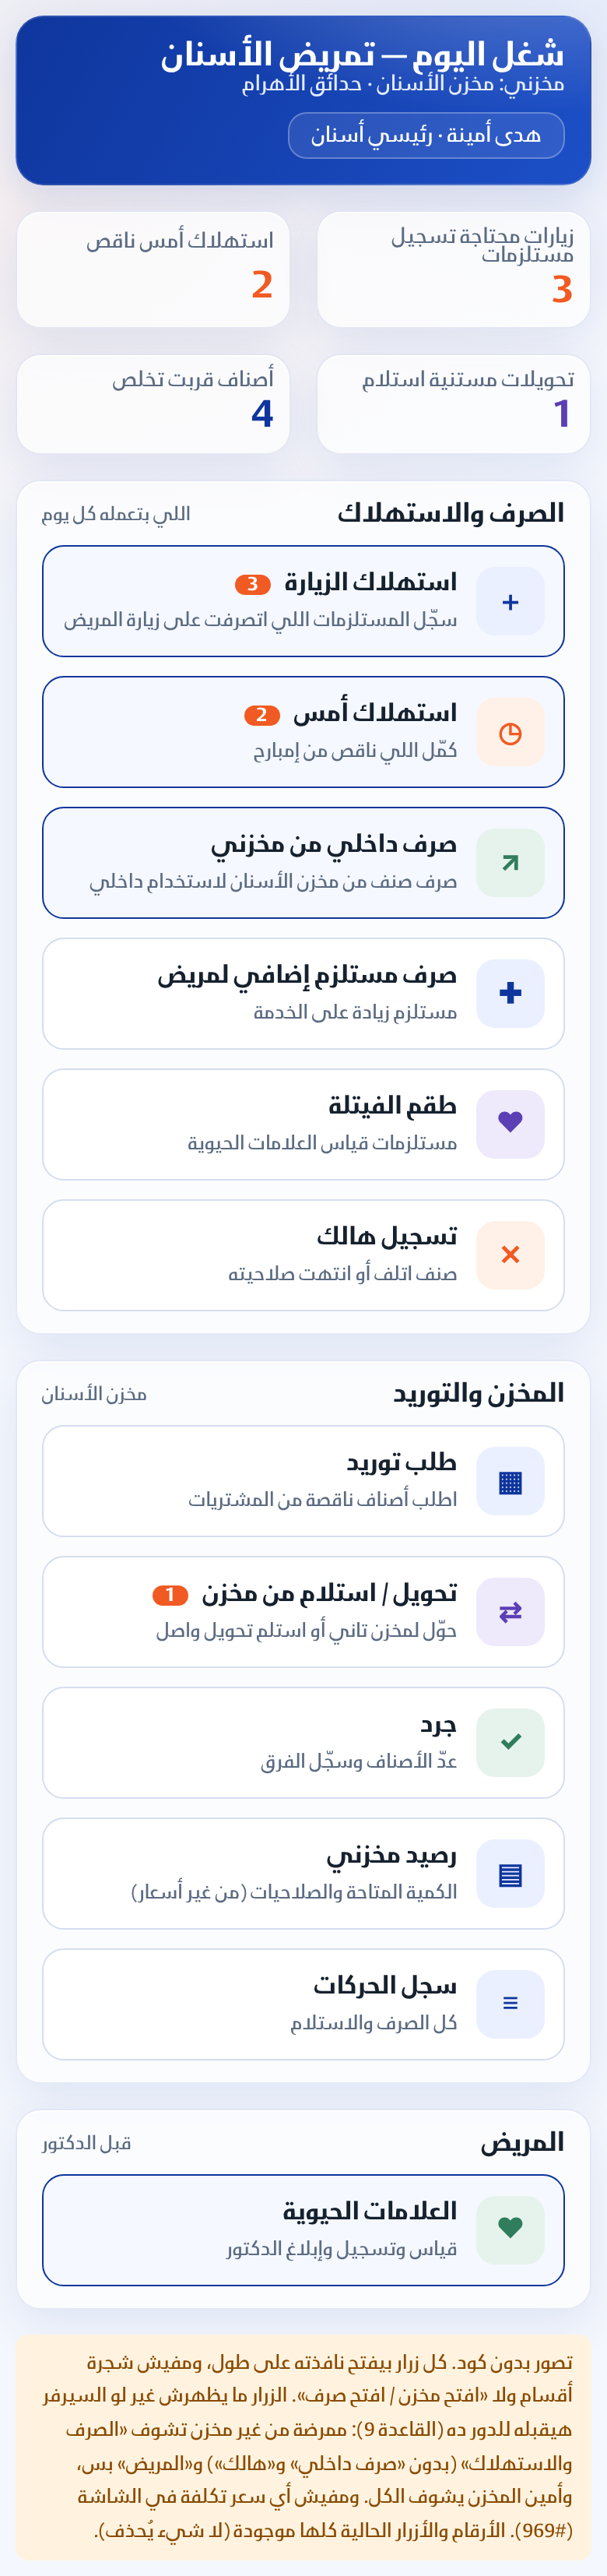 شغل اليوم — تمريض الأسنان
مخزني: مخزن الأسنان · حدائق الأهرام
هدى أمينة · رئيسي أسنان
زيارات محتاجة تسجيل
مستلزمات
3
استهلاك أمس ناقص
2
تحويلات مستنية استلام
1
أصناف قربت تخلص
4
الصرف والاستهلاك
اللي بتعمله كل يوم
+
استهلاك الزيارة 3
سجّل المستلزمات اللي اتصرفت على زيارة المريض
استهلاك أمس 2
كمّل اللي ناقص من إمبارح
صرف داخلي من مخزني
صرف صنف من مخزن الأسنان لاستخدام داخلي
صرف مستلزم إضافي لمريض
مستلزم زيادة على الخدمة
طقم الفيتلة
مستلزمات قياس العلامات الحيوية
تسجيل هالك
صنف اتلف أو انتهت صلاحيته
المخزن والتوريد
مخزن الأسنان
طلب توريد
اطلب أصناف ناقصة من المشتريات
تحويل / استلام من مخزن 1
حوّل لمخزن تاني أو استلم تحويل واصل
جرد
عدّ الأصناف وسجّل الفرق
رصيد مخزني
الكمية المتاحة والصلاحيات (من غير أسعار)
سجل الحركات
كل الصرف والاستلام
المريض
قبل الدكتور
العلامات الحيوية
قياس وتسجيل وإبلاغ الدكتور
تصور بدون كود. كل زرار بيفتح نافذته على طول، ومفيش شجرة
أقسام ولا «افتح مخزن / افتح صرف». الزرار ما يظهرش غير لو السيرفر
هيقبله للدور ده (القاعدة 9): ممرضة من غير مخزن تشوف «الصرف
والاستهلاك» (بدون «صرف داخلي» و«هالك») و«المريض» بس،
وأمين المخزن يشوف الكل. ومفيش أي سعر تكلفة في الشاشة
(#969). الأرقام والأزرار الحالية كلها موجودة (لا شيء يُحذف).